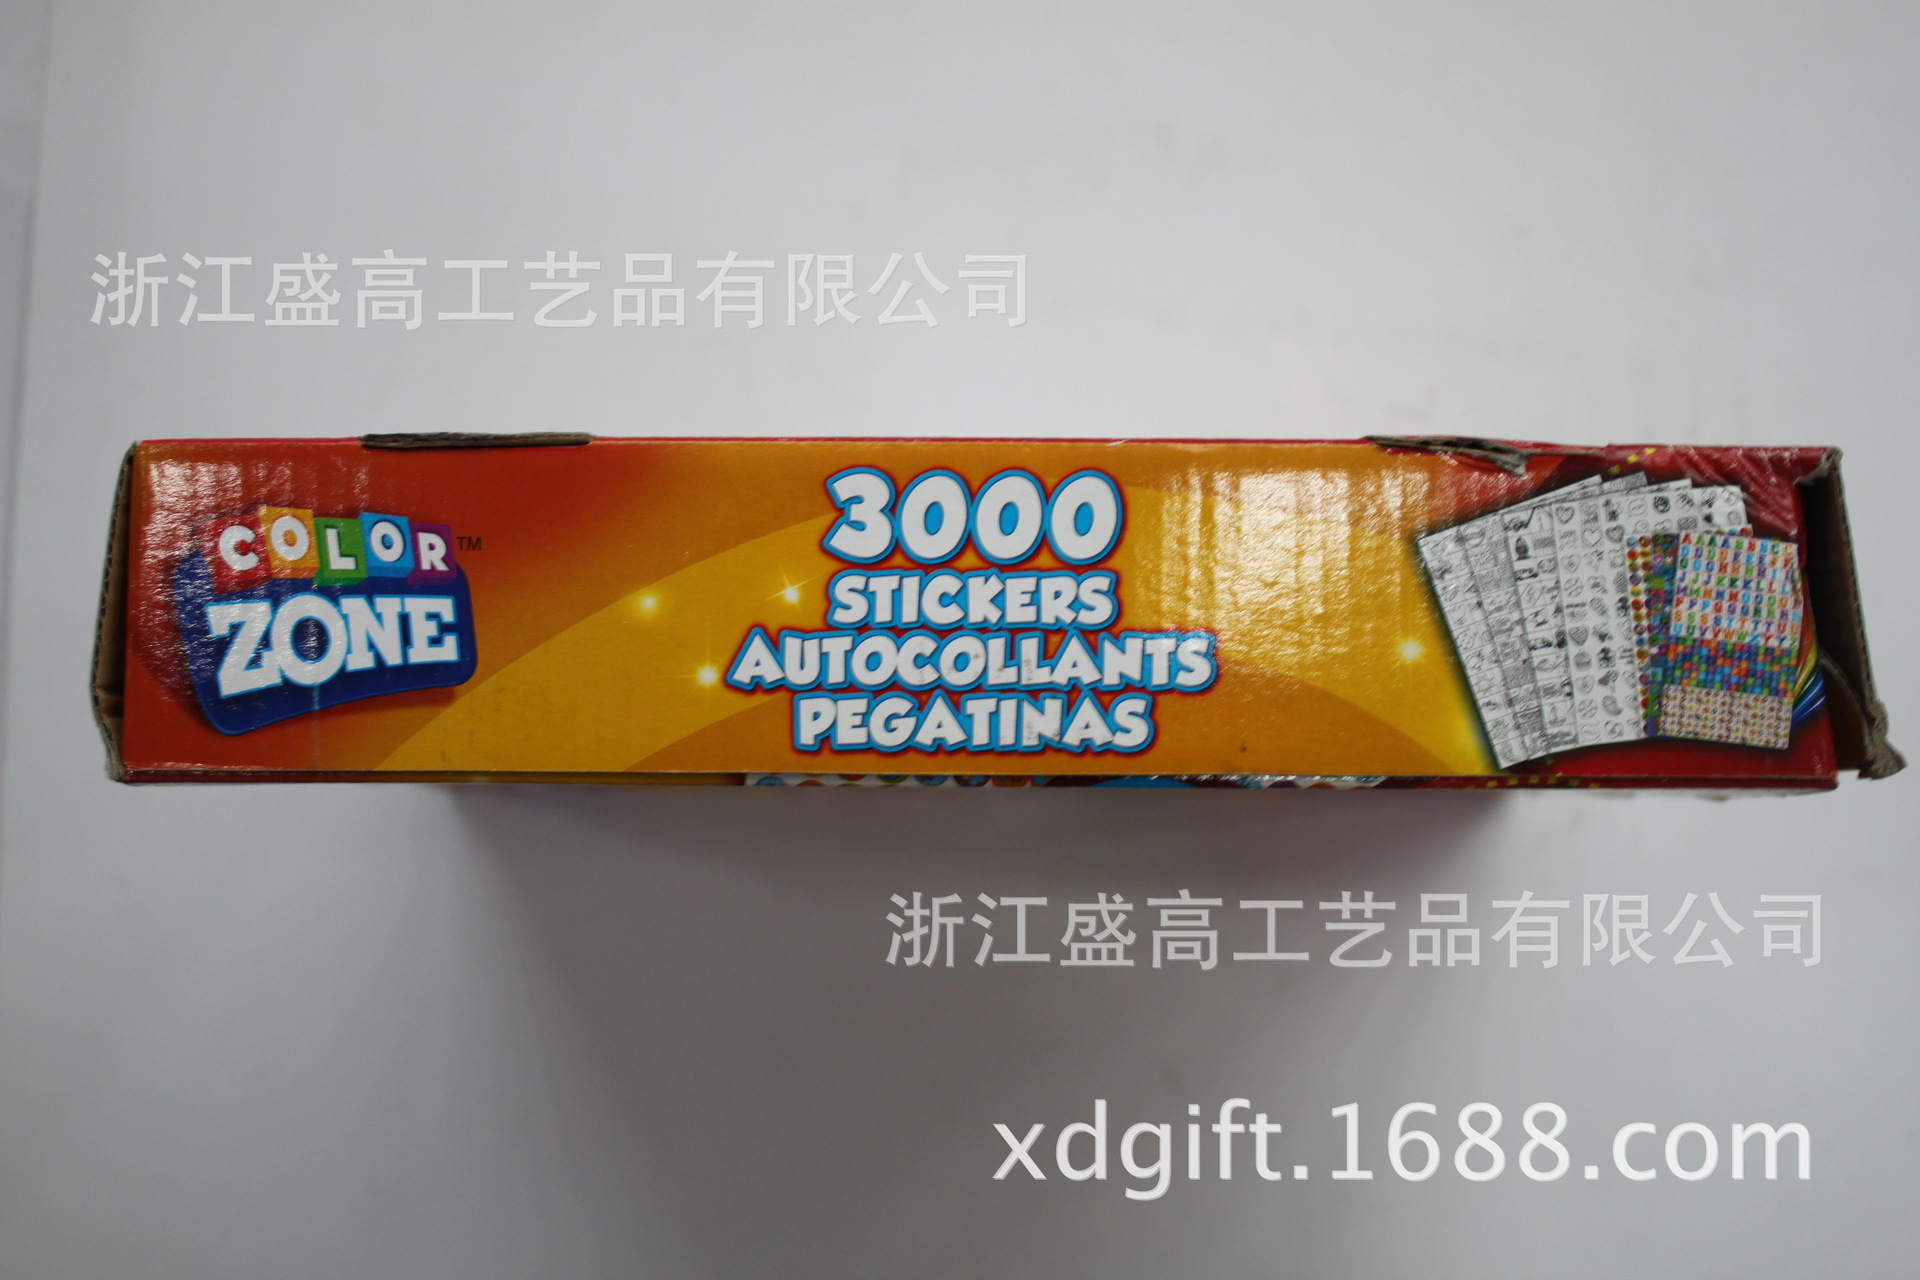 浙江盛高工艺品有限公司
COLOR TM
ZONE
3000
STICKERS
AUTOCOLLANTS
PEGATINAS
浙江盛高工艺品有限公司
xdgift.1688.com